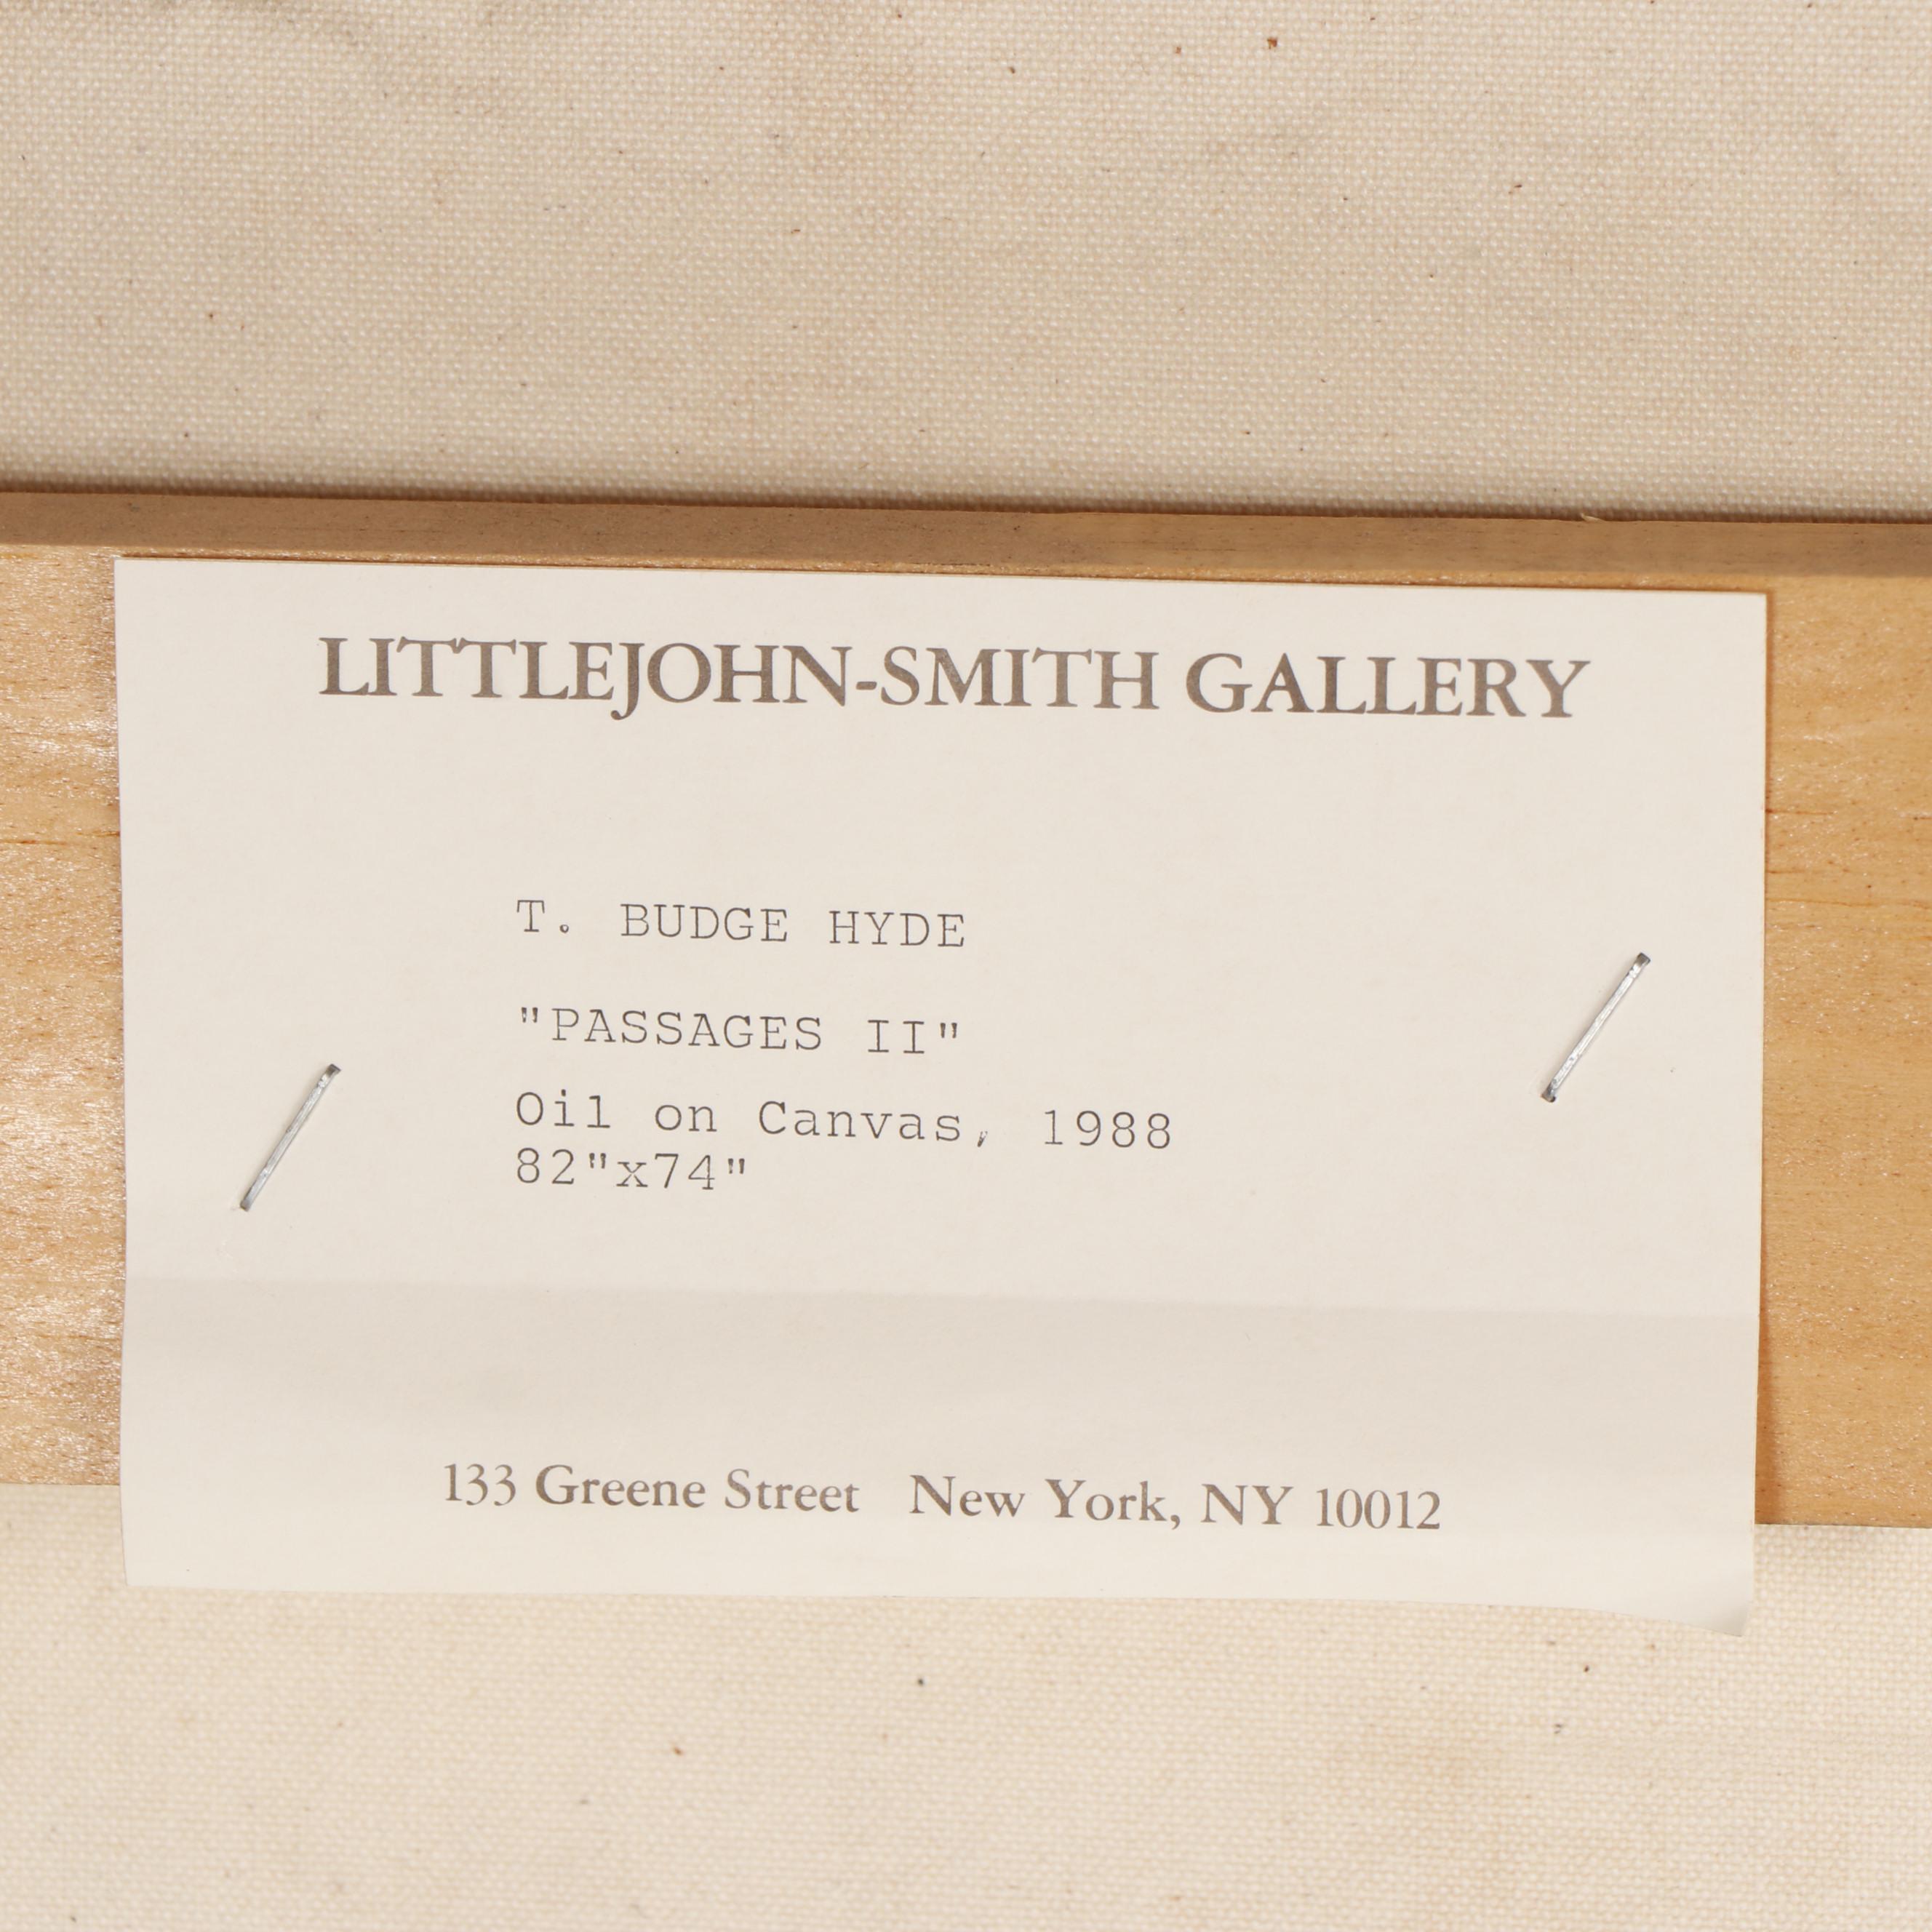 LITTLEJOHN-SMITH GALLERY
T. BUDGE HYDE
"PASSAGES II"
Oil on Canvas, 1988
82"x74"
133 Greene Street New York, NY 10012